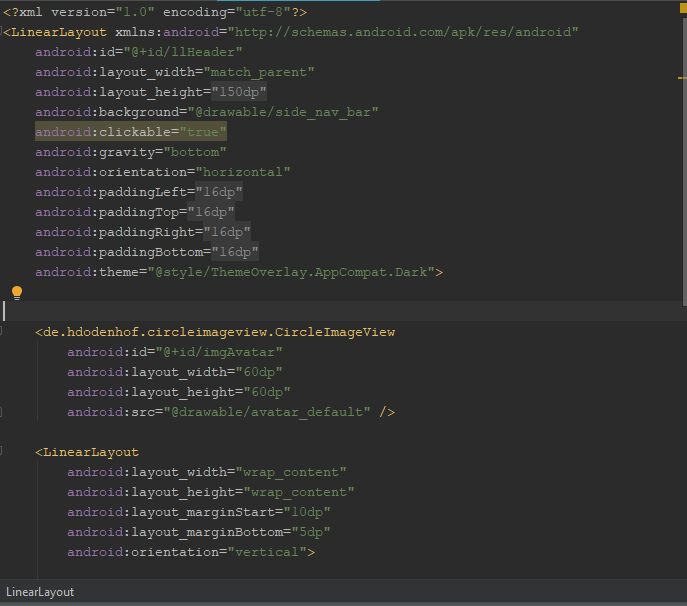 <?xml version="1.0" encoding="utf-8"?>
<LinearLayout xmlns:android="http://schemas.android.com/apk/res/android"
    android:id="@+id/llHeader"
    android:layout_width="match_parent"
    android:layout_height="150dp"
    android:background="@drawable/side_nav_bar"
    android:clickable="true"
    android:gravity="bottom"
    android:orientation="horizontal"
    android:paddingLeft="16dp"
    android:paddingTop="16dp"
    android:paddingRight="16dp"
    android:paddingBottom="16dp"
    android:theme="@style/ThemeOverlay.AppCompat.Dark">
    <de.hdodenhof.circleimageview.CircleImageView
        android:id="@+id/imgAvatar"
        android:layout_width="60dp"
        android:layout_height="60dp"
        android:src="@drawable/avatar_default" />
    <LinearLayout
        android:layout_width="wrap_content"
        android:layout_height="wrap_content"
        android:layout_marginStart="10dp"
        android:layout_marginBottom="5dp"
        android:orientation="vertical">
LinearLayout